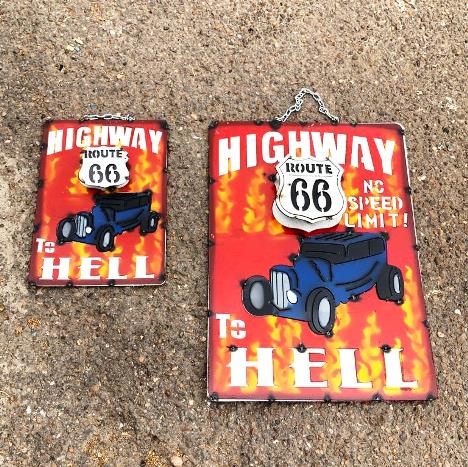 HIGHWAY
ROUTE
66
To
HELL
HIGHWAY
ROUTE
66
NO
SPEED
LIMIT!
To
HELL